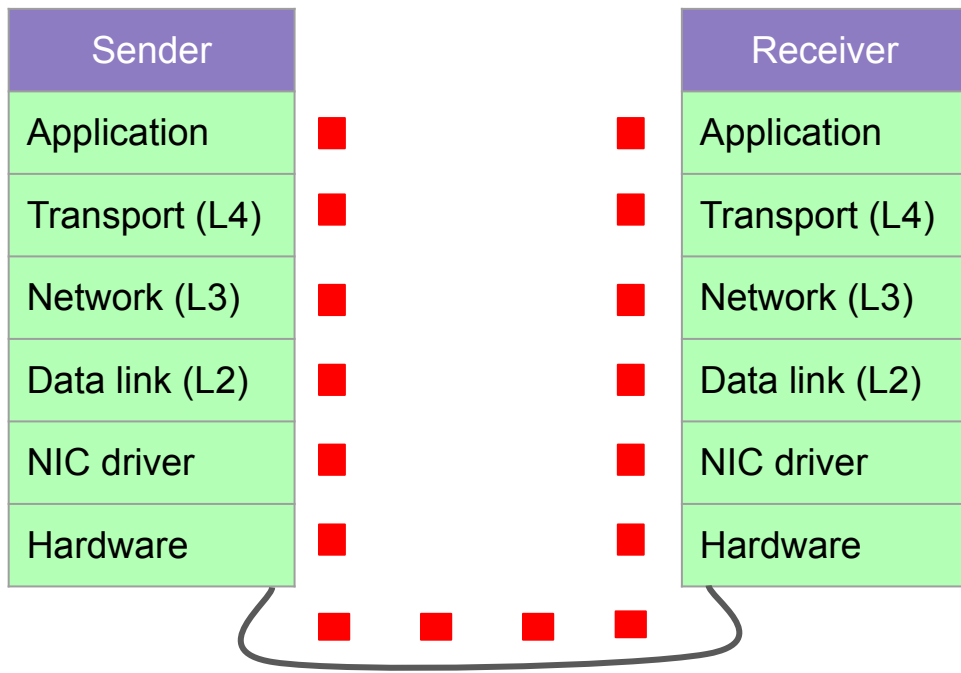 Sender
Application
Transport (L4)
Network (L3)
Data link (L2)
NIC driver
Hardware
Receiver
Application
Transport (L4)
Network (L3)
Data link (L2)
NIC driver
Hardware